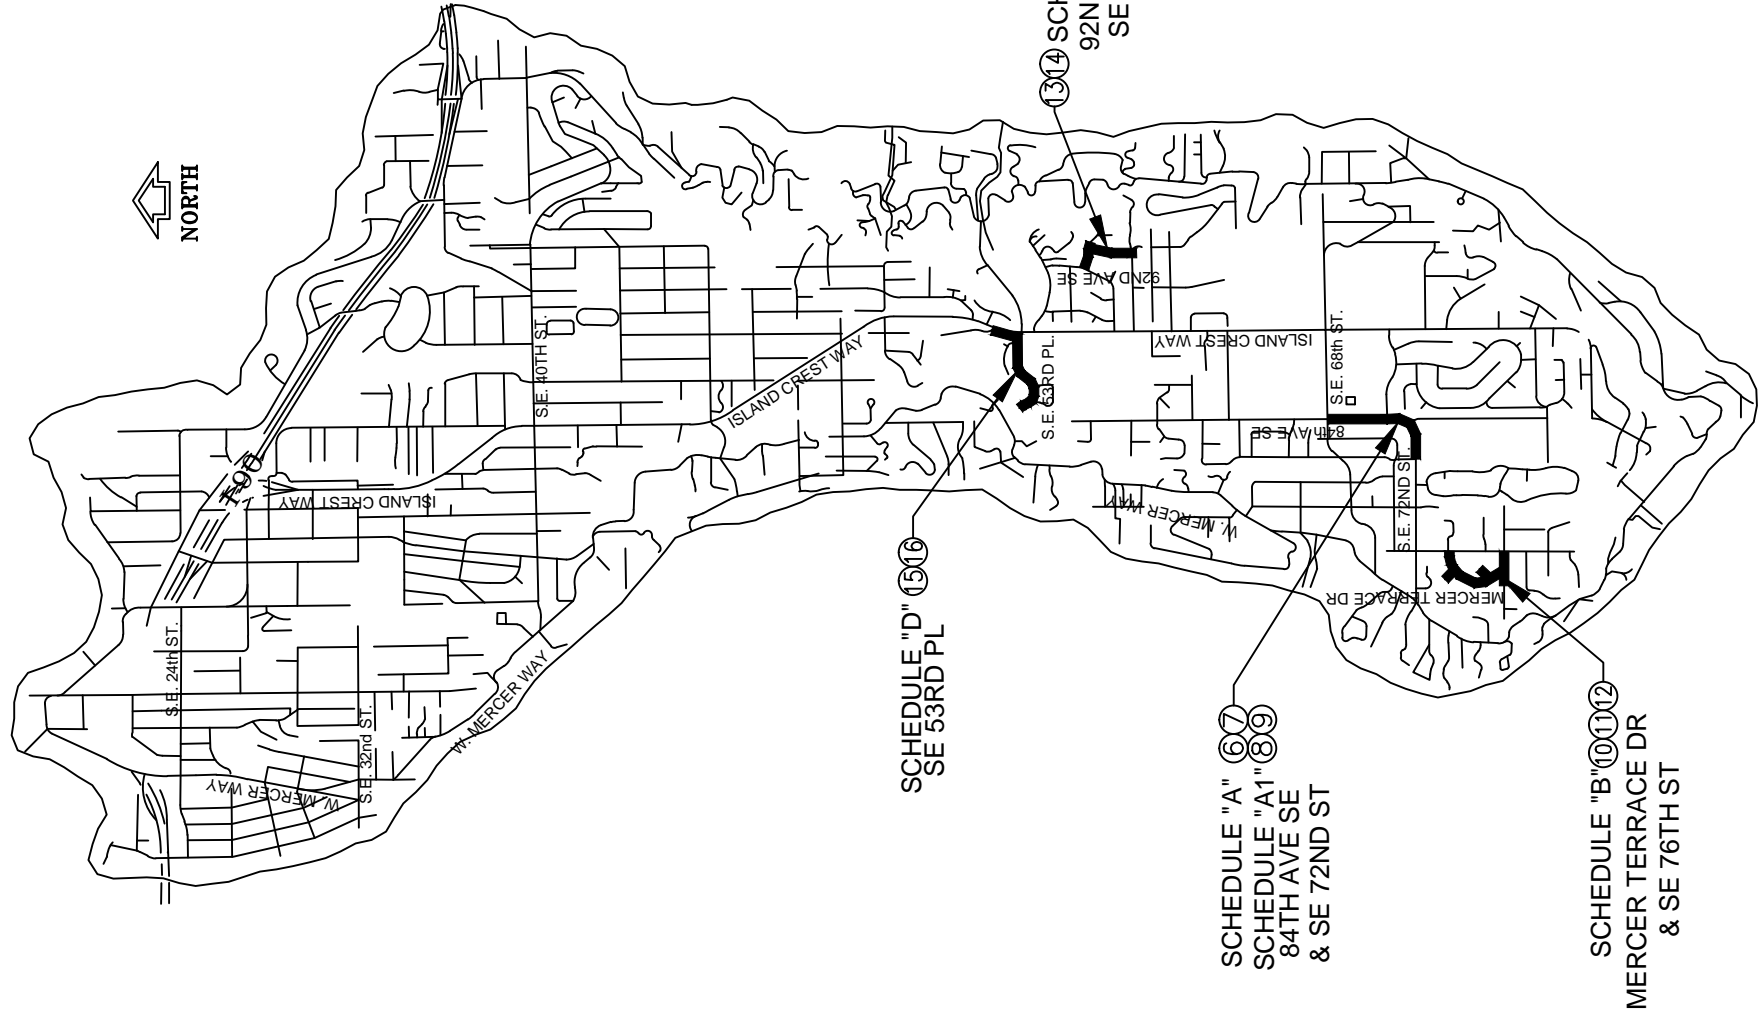 NORTH
I-90
S.E. 24th ST.
S.E. 32nd ST.
W. MERCER WAY
W. MERCER WAY
ISLAND CREST WAY
S.E. 40TH ST.
ISLAND CREST WAY
S.E. 53RD PL.
92ND AVE SE
ISLAND CREST WAY
W. MERCER WAY
84th AVE SE
S.E. 68th ST.
S.E. 72ND ST.
MERCER TERRACE DR
13 14 SCH
92N
SE
SCHEDULE "D" 15 16
SE 53RD PL
SCHEDULE "A" 6 7
SCHEDULE "A1" 8 9
84TH AVE SE
& SE 72ND ST
SCHEDULE "B" 10 11 12
MERCER TERRACE DR
& SE 76TH ST